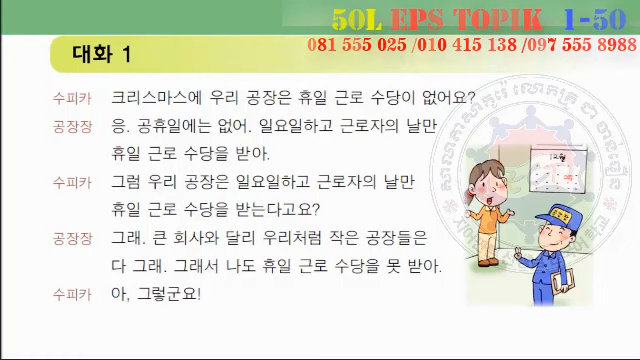 50L EPS TOPIK 1-50
081 555 025 /010 415 138 /097 555 8988
대화 1
수피카 크리스마스에 우리 공장은 휴일 근로 수당이 없어요?
공장장 응. 공휴일에는 없어. 일요일하고 근로자의 날만
휴일 근로 수당을 받아.
수피카 그럼 우리 공장은 일요일하고 근로자의 날만
휴일 근로 수당을 받는다고요?
공장장 그래. 큰 회사와 달리 우리처럼 작은 공장들은
다 그래. 그래서 나도 휴일 근로 수당을 못 받아.
수피카 아, 그렇군요!
12월